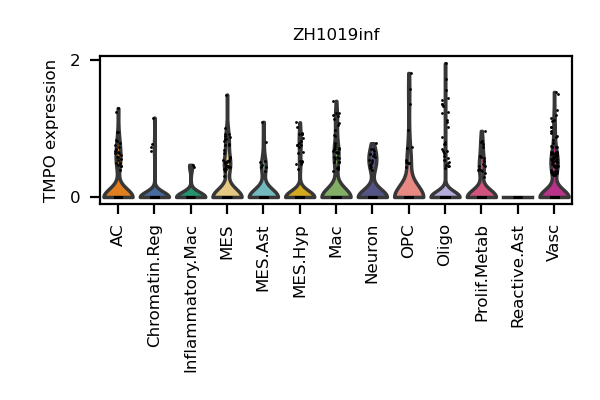 ZH1019inf
TMPO expression
2
0
AC
Chromatin.Reg
Inflammatory.Mac
MES
MES.Ast
MES.Hyp
Mac
Neuron
OPC
Oligo
Prolif.Metab
Reactive.Ast
Vasc